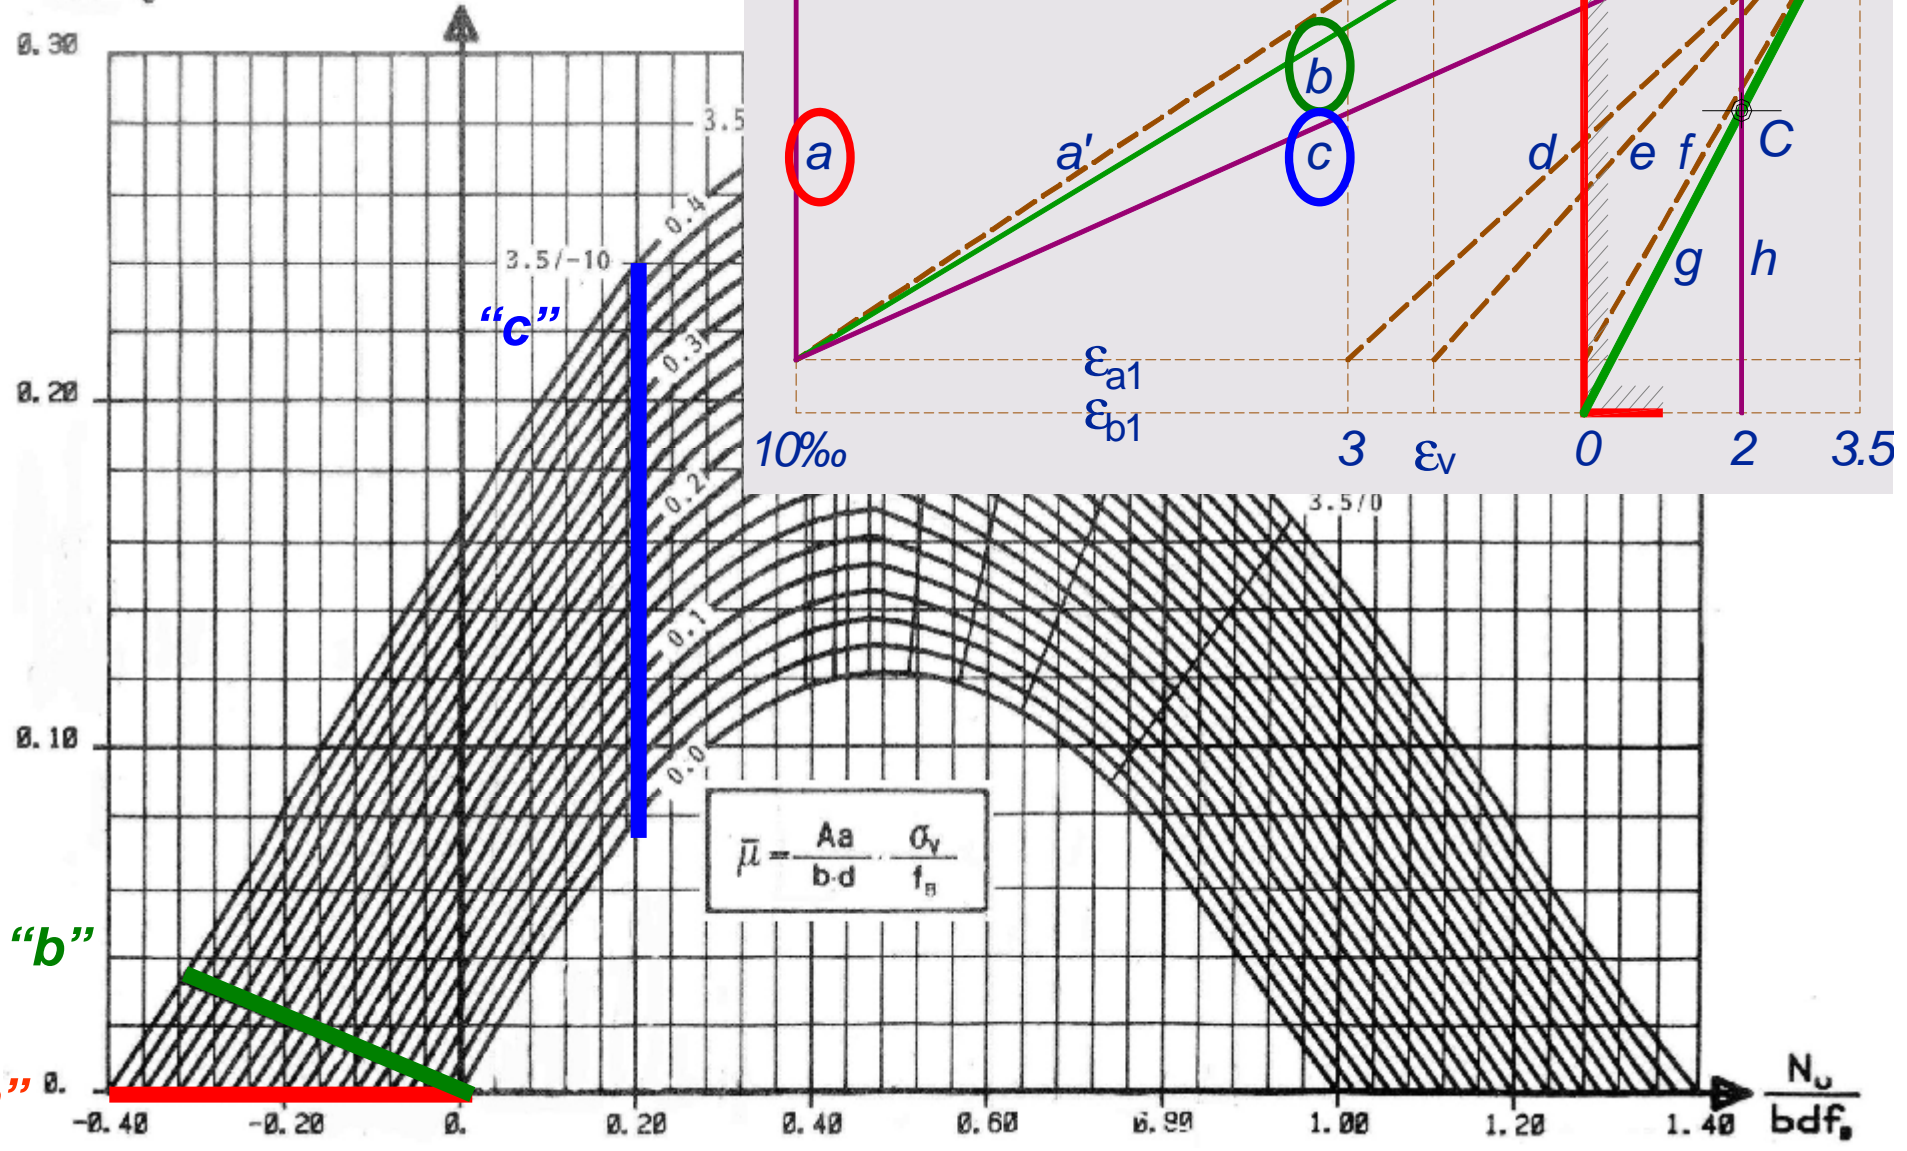 0.30
3.5
0.4
3.5/-10
“c”
0.3
0.20
0.2
0.1
0.10
0.0
μ̄ = Aa / b·d · σv / fB
“b”
”
0.
-0.40 -0.20 0. 0.20 0.40 0.60 0.80 1.00 1.20 1.40
Nu / bdfB
3.5/0
b
a a' c d e f C
g h
εa1
εb1
10‰ 3 εv 0 2 3.5